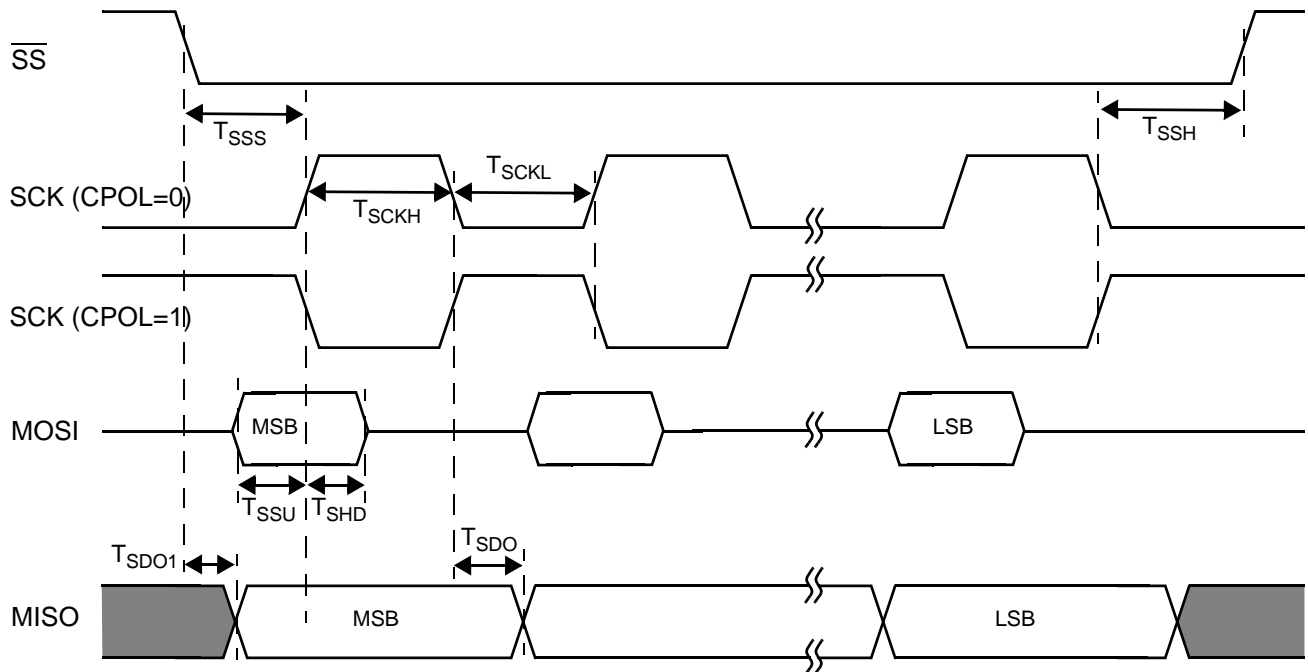 SS
TSSS
TSSH
SCK (CPOL=0)
TSCKH
TSCKL
SCK (CPOL=1)
MOSI
MSB
LSB
TSSU
TSHD
TSDO1
TSDO
MISO
MSB
LSB